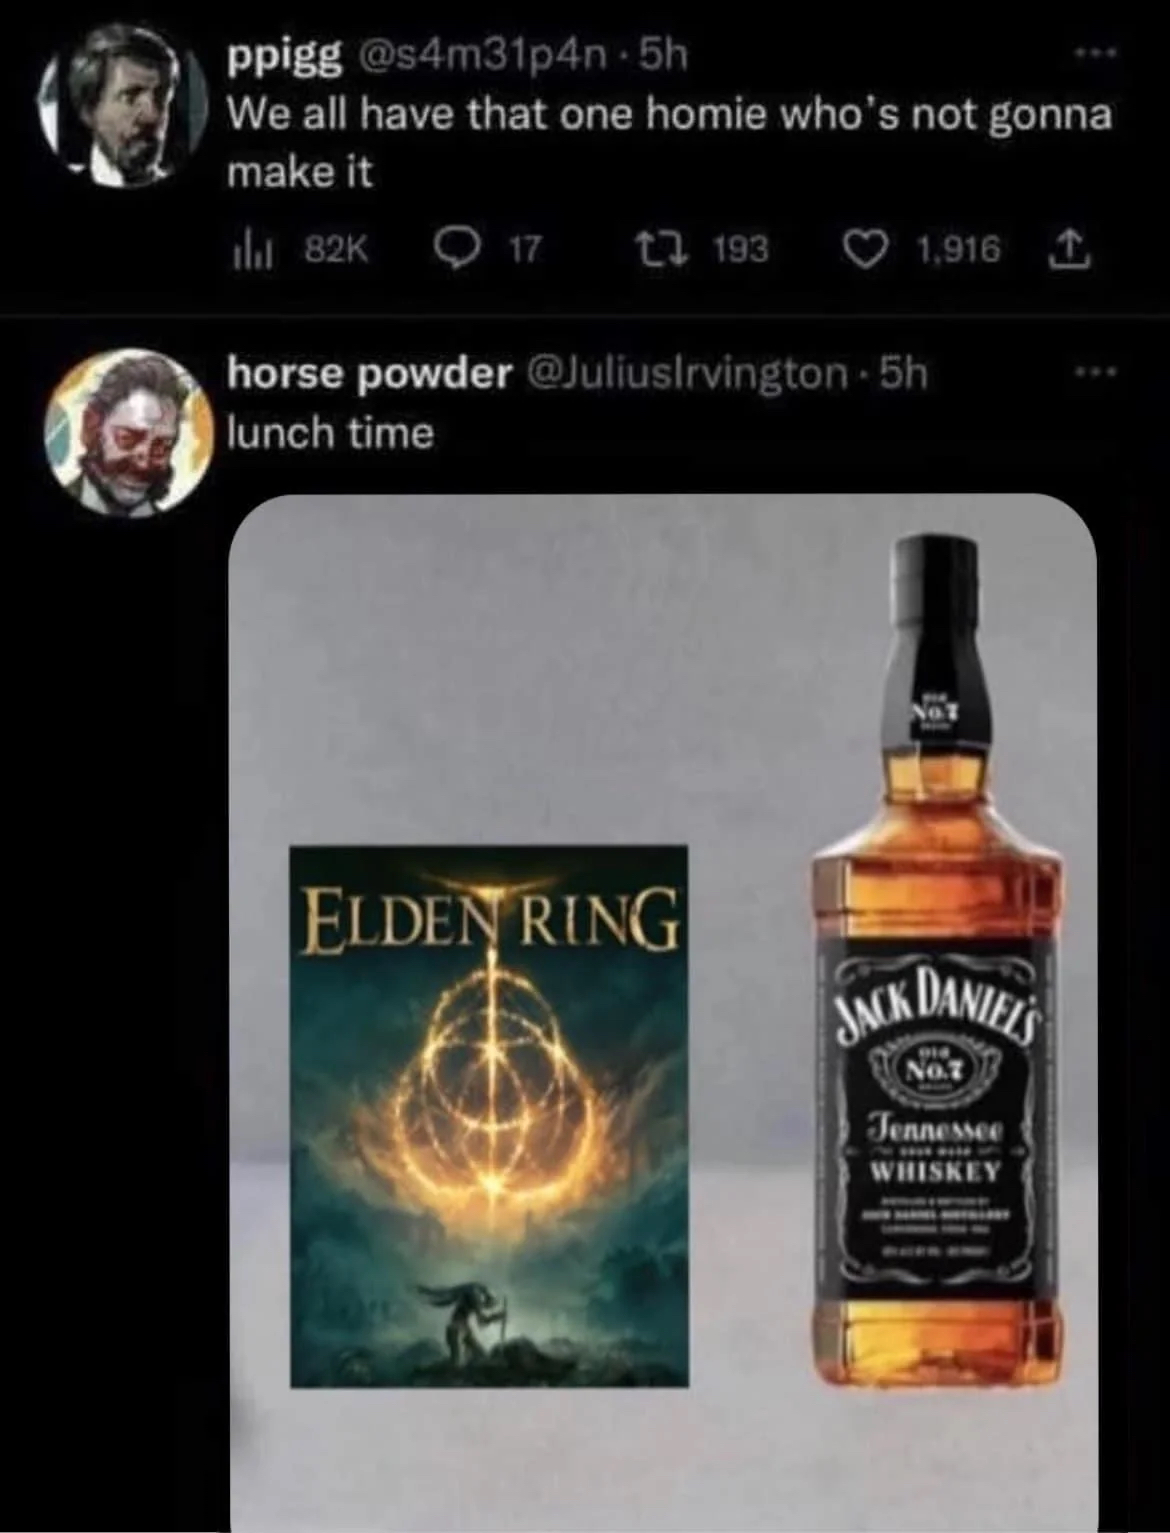 ppigg @s4m31p4n · 5h
We all have that one homie who's not gonna
make it
82K 17 193 1,916
horse powder @JuliusIrvington · 5h
lunch time
OLD
No.7
BRAND
ELDEN RING
JACK DANIEL'S
OLD
No.7
BRAND
Tennessee
SOUR MASH
WHISKEY